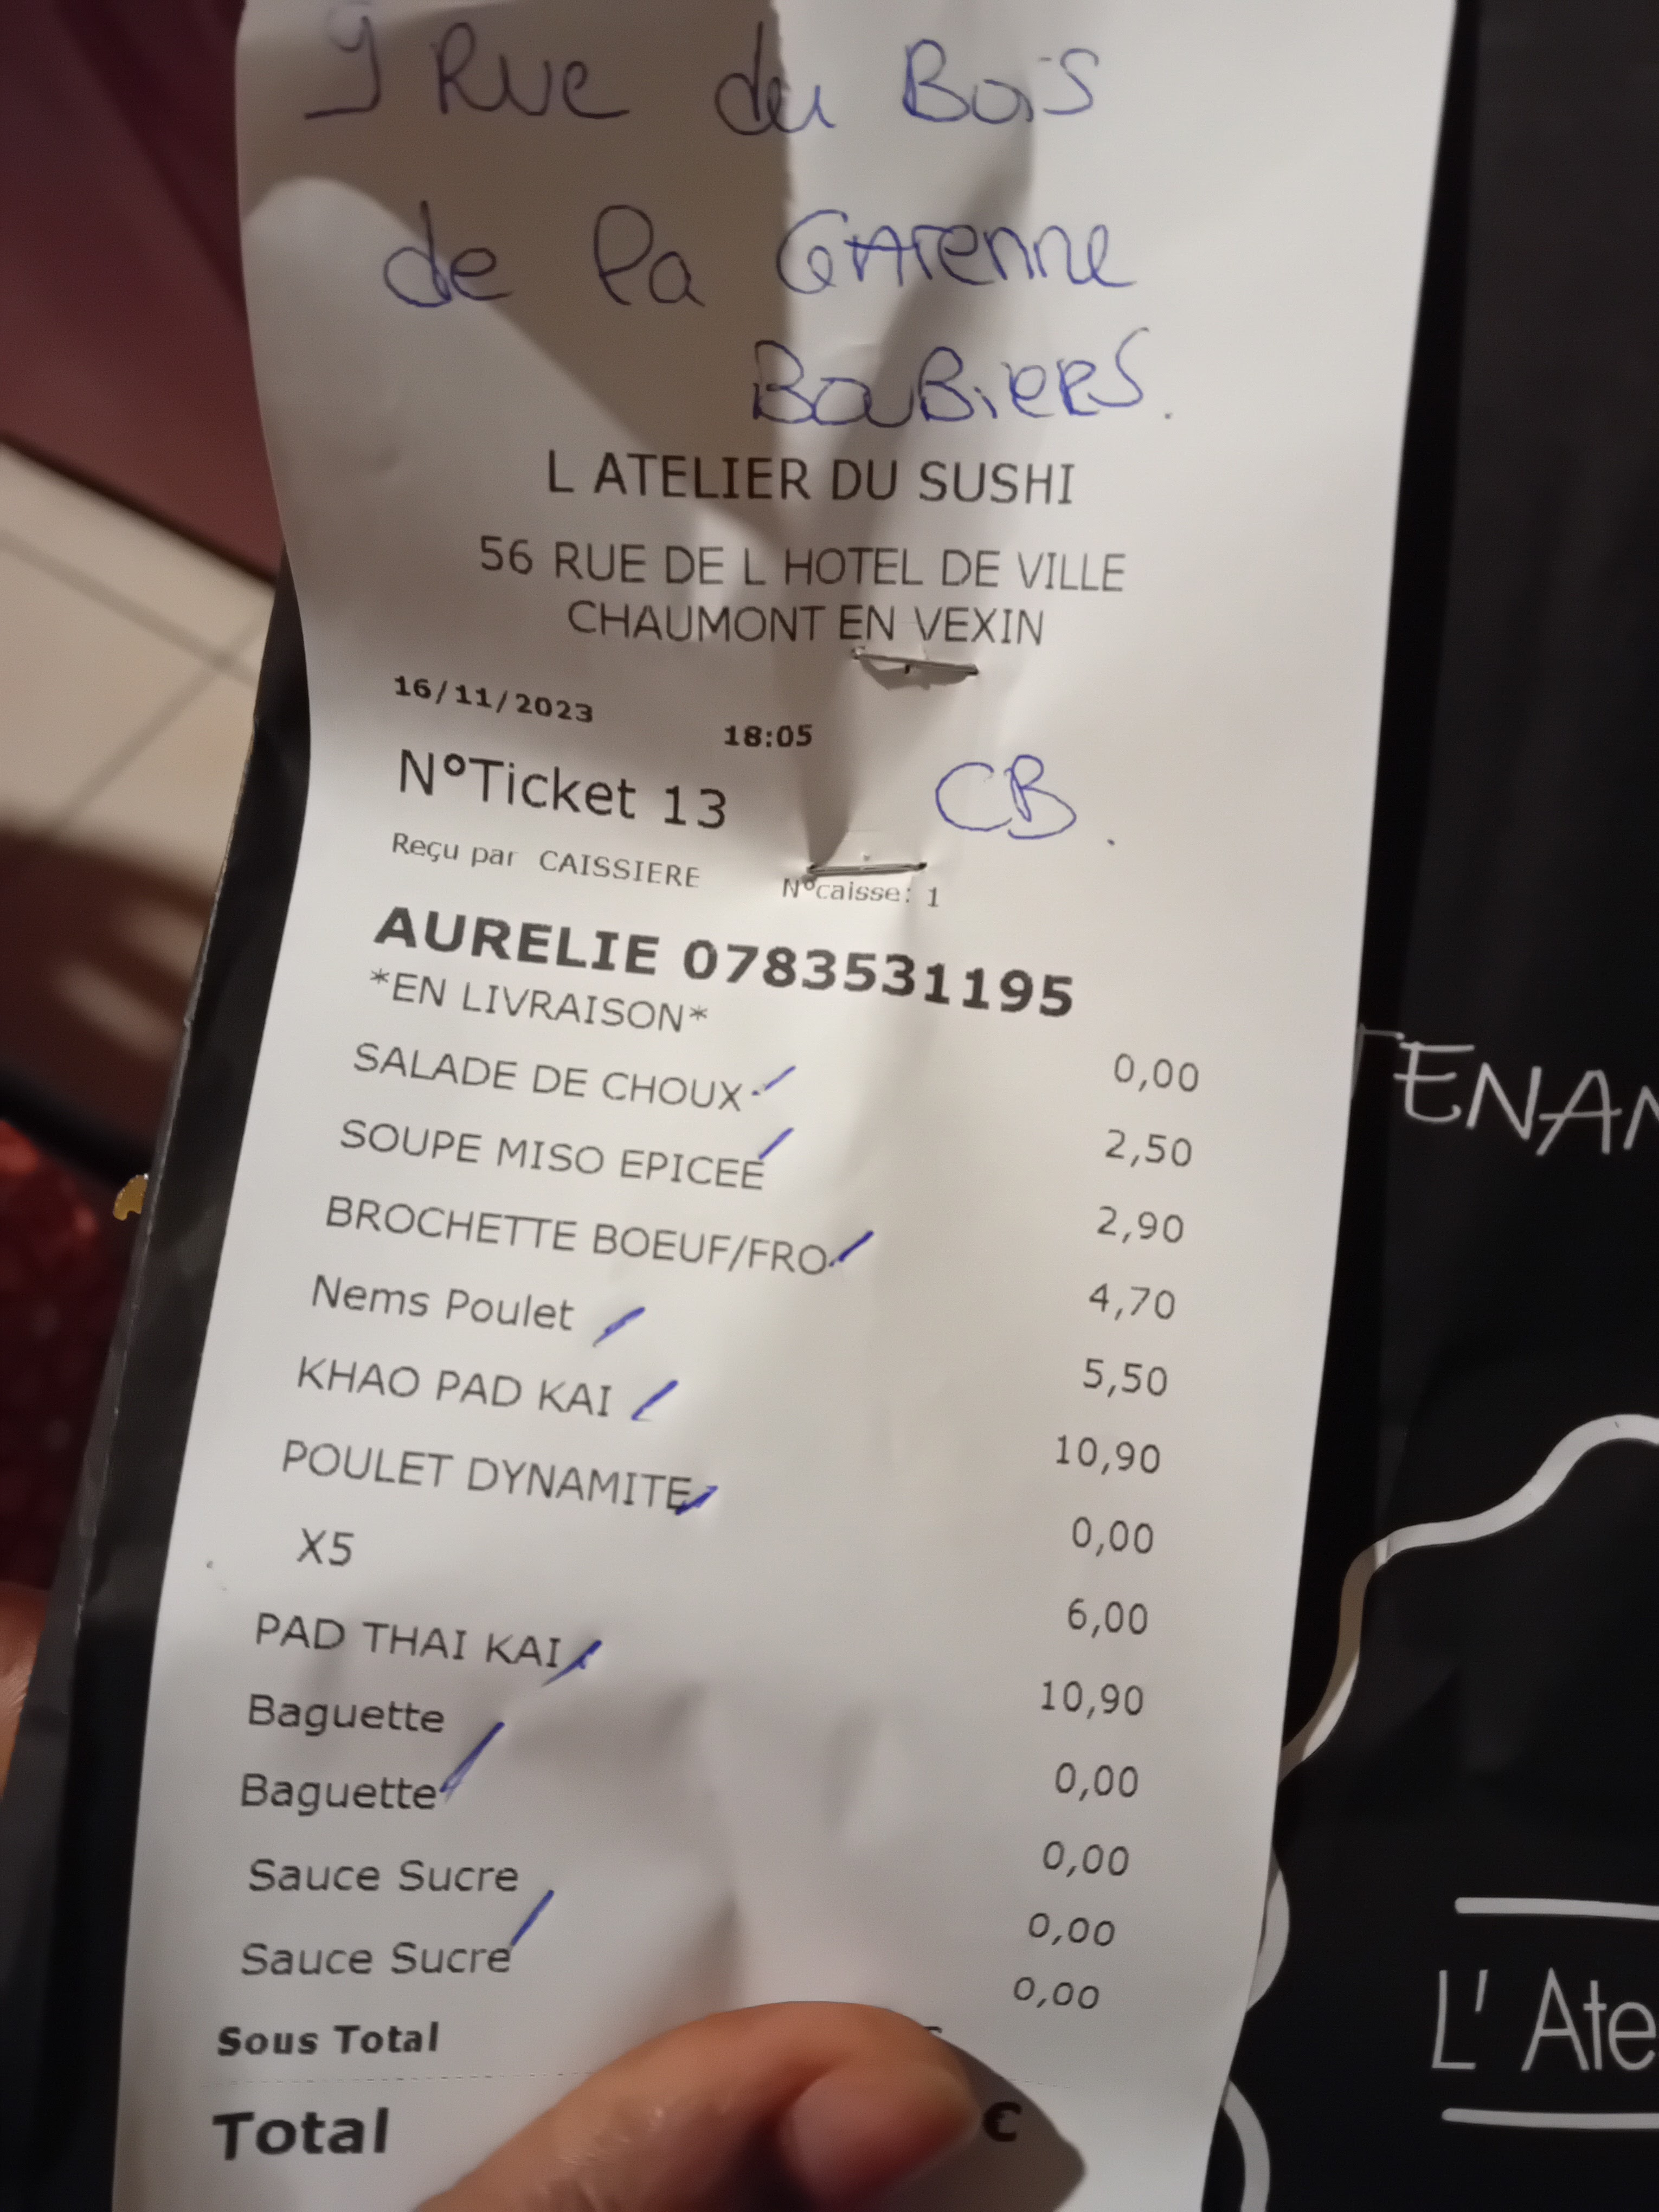 9 Rue du Bois
de la Garenne
Boubiers.
L ATELIER DU SUSHI
56 RUE DE L HOTEL DE VILLE
CHAUMONT EN VEXIN
16/11/2023 18:05
N°Ticket 13 CB.
Reçu par CAISSIERE N°caisse: 1
AURELIE 0783531195
*EN LIVRAISON* 0,00
SALADE DE CHOUX 2,50
SOUPE MISO EPICEE 2,90
BROCHETTE BOEUF/FRO 4,70
Nems Poulet 5,50
KHAO PAD KAI 10,90
POULET DYNAMITE 0,00
X5 6,00
PAD THAI KAI 10,90
Baguette 0,00
Baguette 0,00
Sauce Sucre 0,00
Sauce Sucre 0,00
Sous Total
Total €
TENAN
L' Ate